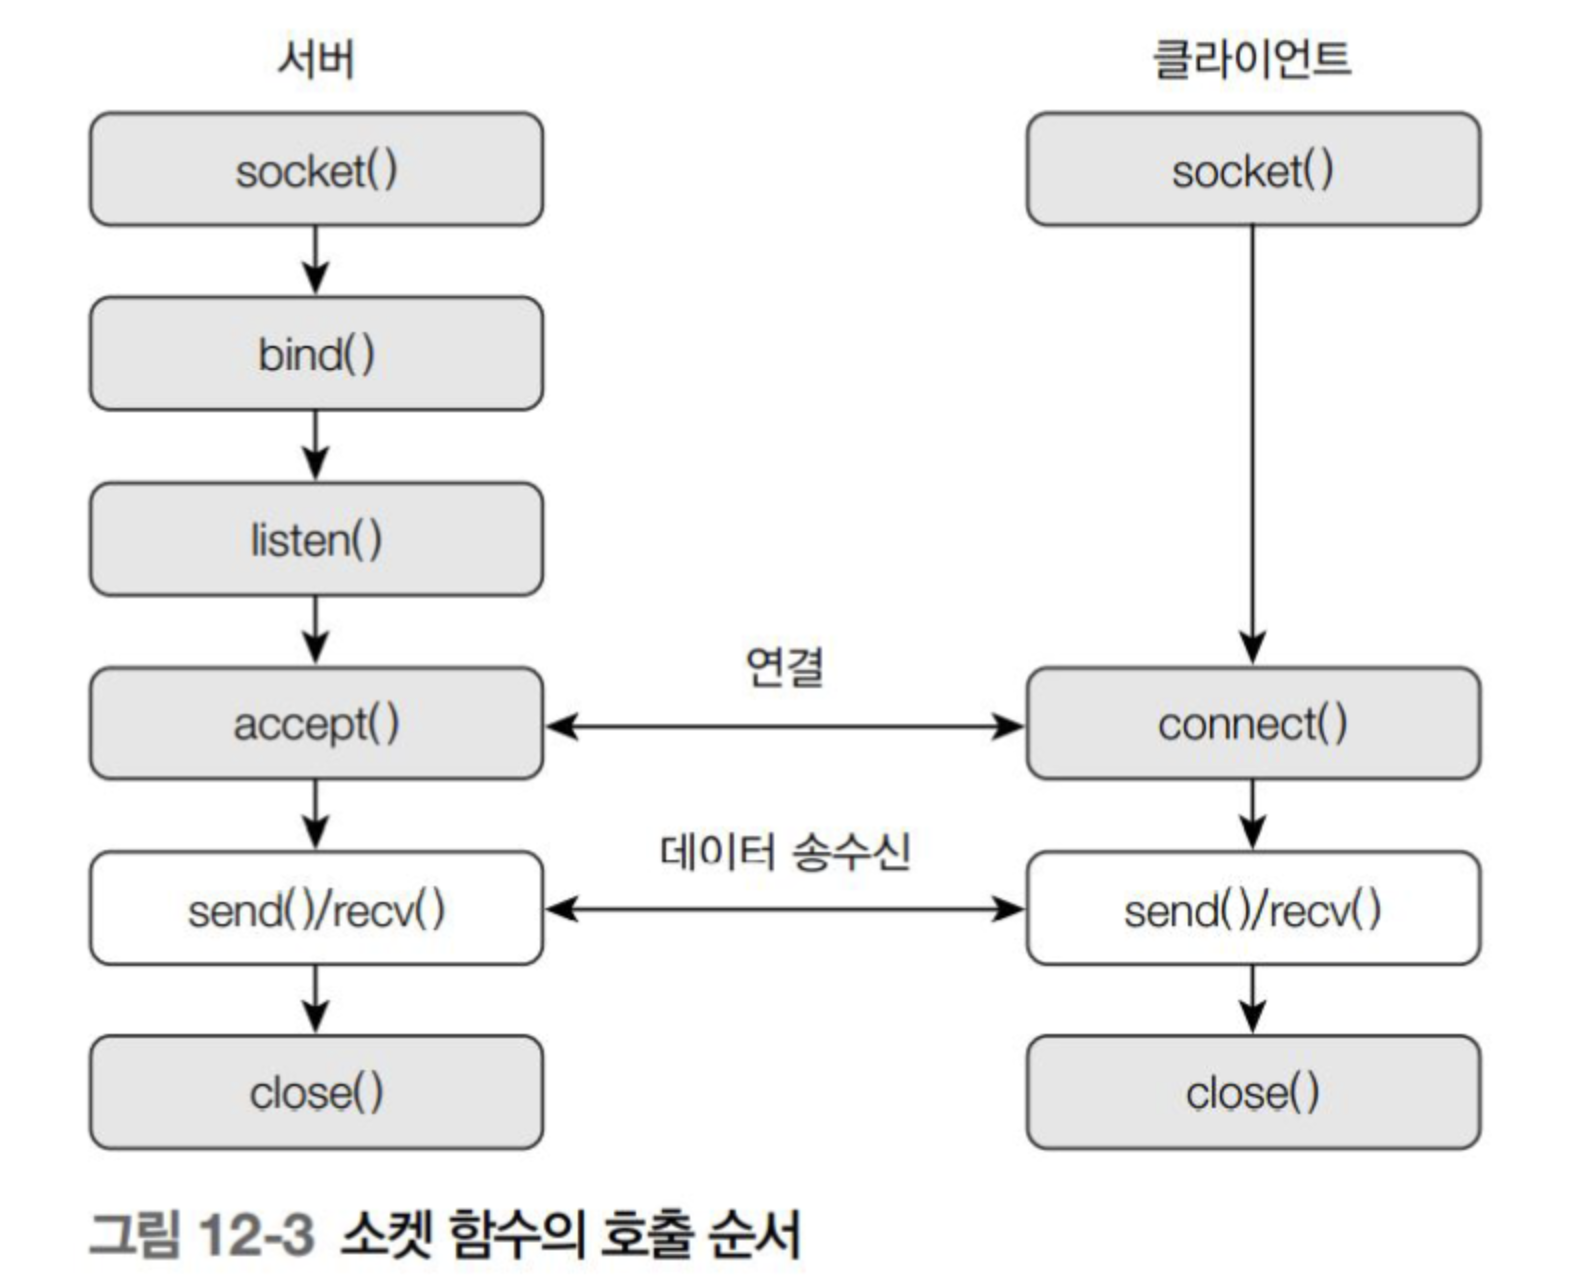 서버
클라이언트
socket()
socket()
bind()
listen()
연결
accept()
connect()
데이터 송수신
send()/recv()
send()/recv()
close()
close()
그림 12-3 소켓 함수의 호출 순서